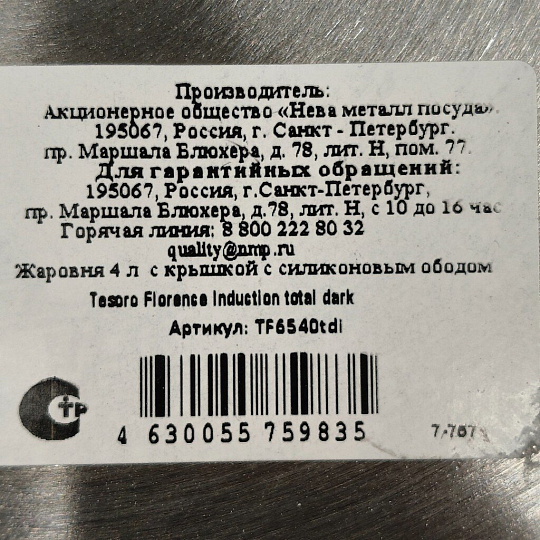 Производитель:
Акционерное общество «Нева металл посуда».
195067, Россия, г. Санкт - Петербург.
пр. Маршала Блюхера, д. 78, лит. Н, пом. 77.
Для гарантийных обращений:
195067, Россия, г.Санкт-Петербург,
пр. Маршала Блюхера, д.78, лит. Н, с 10 до 16 час
Горячая линия: 8 800 222 80 32
quality@nmp.ru
Жаровня 4 л с крышкой с силиконовым ободом
Tesoro Florence Induction total dark
Артикул: TF6540tdi
4 630055 759835